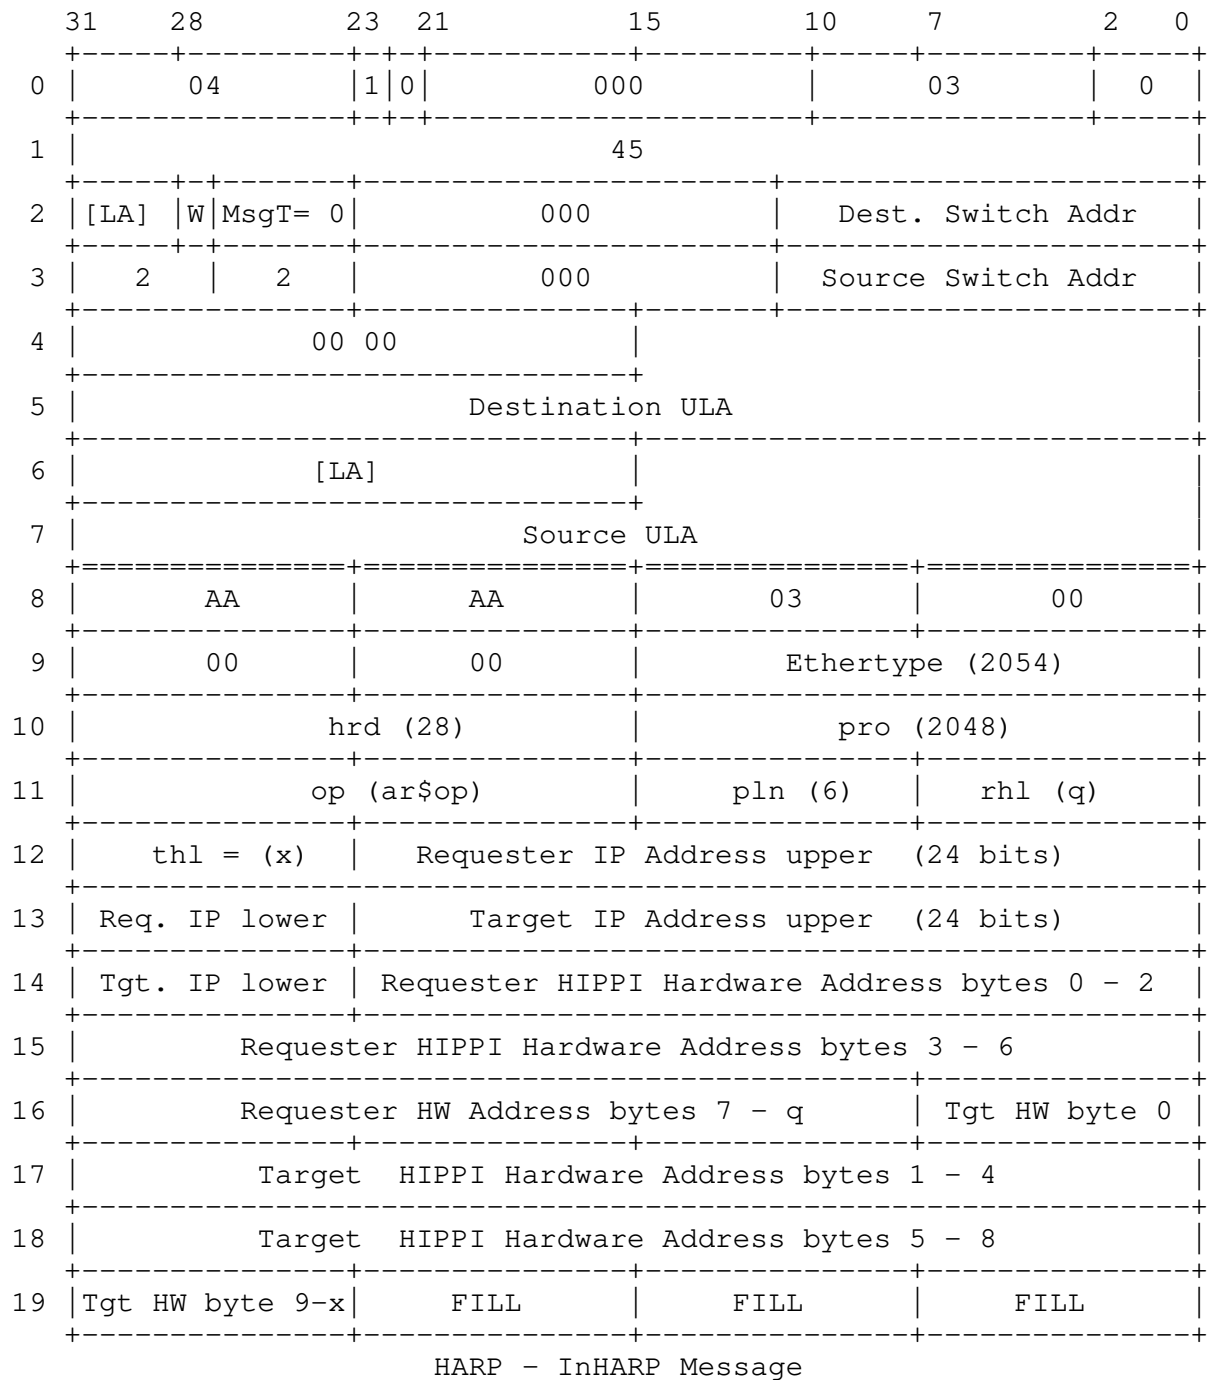 31 28 23 21 15 10 7 2 0
+-----+---------+-+-+-----------+---------+-----+---------+-----+
0 | 04 |1|0| 000 | 03 | 0 |
+---------------+-+-+---------------------+---------------+-----+
1 | 45 |
+-----+-+-------+-----------------------+-----------------------+
2 |[LA] |W|MsgT= 0| 000 | Dest. Switch Addr |
+-----+-+-------+-----------------------+-----------------------+
3 | 2 | 2 | 000 | Source Switch Addr |
+---------------+---------------+-------+-----------------------+
4 | 00 00 | |
+-------------------------------+ |
5 | Destination ULA |
+-------------------------------+-------------------------------+
6 | [LA] | |
+-------------------------------+ |
7 | Source ULA |
+===============+===============+===============+===============+
8 | AA | AA | 03 | 00 |
+---------------+---------------+---------------+---------------+
9 | 00 | 00 | Ethertype (2054) |
+---------------+---------------+-------------------------------+
10 | hrd (28) | pro (2048) |
+---------------+---------------+---------------+---------------+
11 | op (ar$op) | pln (6) | rhl (q) |
+---------------+---------------+---------------+---------------+
12 | thl = (x) | Requester IP Address upper (24 bits) |
+---------------------------------------------------------------+
13 | Req. IP lower | Target IP Address upper (24 bits) |
+---------------+-----------------------------------------------+
14 | Tgt. IP lower | Requester HIPPI Hardware Address bytes 0 - 2 |
+---------------+-----------------------------------------------+
15 | Requester HIPPI Hardware Address bytes 3 - 6 |
+-----------------------------------------------+---------------+
16 | Requester HW Address bytes 7 - q | Tgt HW byte 0 |
+---------------+---------------+---------------+---------------+
17 | Target HIPPI Hardware Address bytes 1 - 4 |
+---------------------------------------------------------------+
18 | Target HIPPI Hardware Address bytes 5 - 8 |
+---------------+---------------+---------------+---------------+
19 |Tgt HW byte 9-x| FILL | FILL | FILL |
+---------------+---------------+---------------+---------------+
HARP - InHARP Message